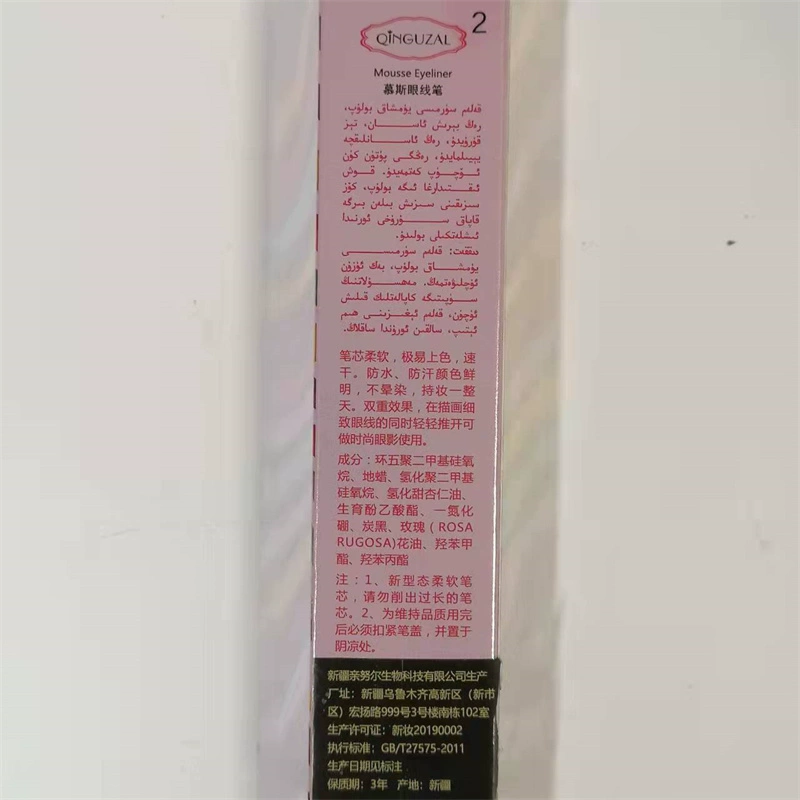 QINGUZAL
2
Mousse Eyeliner
慕斯眼线笔
قەلەم سۈرمىسى يۇمشاق بولۇپ،
رەڭ بېرىش ئاسان، تېز
قۇرۇيدۇ، رەڭ ئاسانلىقچە
يېيىلمايدۇ، رەڭگى پۈتۈن كۈن
ئۆچۈپ كەتمەيدۇ. قوش
ئىقتىدارغا ئىگە بولۇپ، كۆز
سىزىقىنى سىزىش بىلەن بىرگە
قاپاق سۈرۈخى ئورنىدا
ئىشلەتكىلى بولىدۇ.
دىققەت: قەلەم سۈرمىسى
يۇمشاق بولۇپ، بەك ئۇزۇن
ئۇچلىۋەتمەڭ. مەھسۇلاتنىڭ
سۈپىتىگە كاپالەتلىك قىلىش
ئۈچۈن، قەلەم ئېغىزىنى ھىم
ئېتىپ، سالقىن ئورۇندا ساقلاڭ.
笔芯柔软，极易上色，速
干。防水、防汗颜色鲜
明，不晕染，持妆一整
天。双重效果，在描画细
致眼线的同时轻轻推开可
做时尚眼影使用。
成分：环五聚二甲基硅氧
烷、地蜡、氢化聚二甲基
硅氧烷、氢化甜杏仁油、
生育酚乙酸酯、一氮化
硼、炭黑、玫瑰（ROSA
RUGOSA)花油、羟苯甲
酯、羟苯丙酯
注：1、新型态柔软笔
芯，请勿削出过长的笔
芯。2、为维持品质用完
后必须扣紧笔盖，并置于
阴凉处。
新疆亲努尔生物科技有限公司生产
厂址：新疆乌鲁木齐高新区（新市
区）宏扬路999号3号楼南栋102室
生产许可证：新妆20190002
执行标准：GB/T27575-2011
生产日期见标注
保质期：3年 产地：新疆